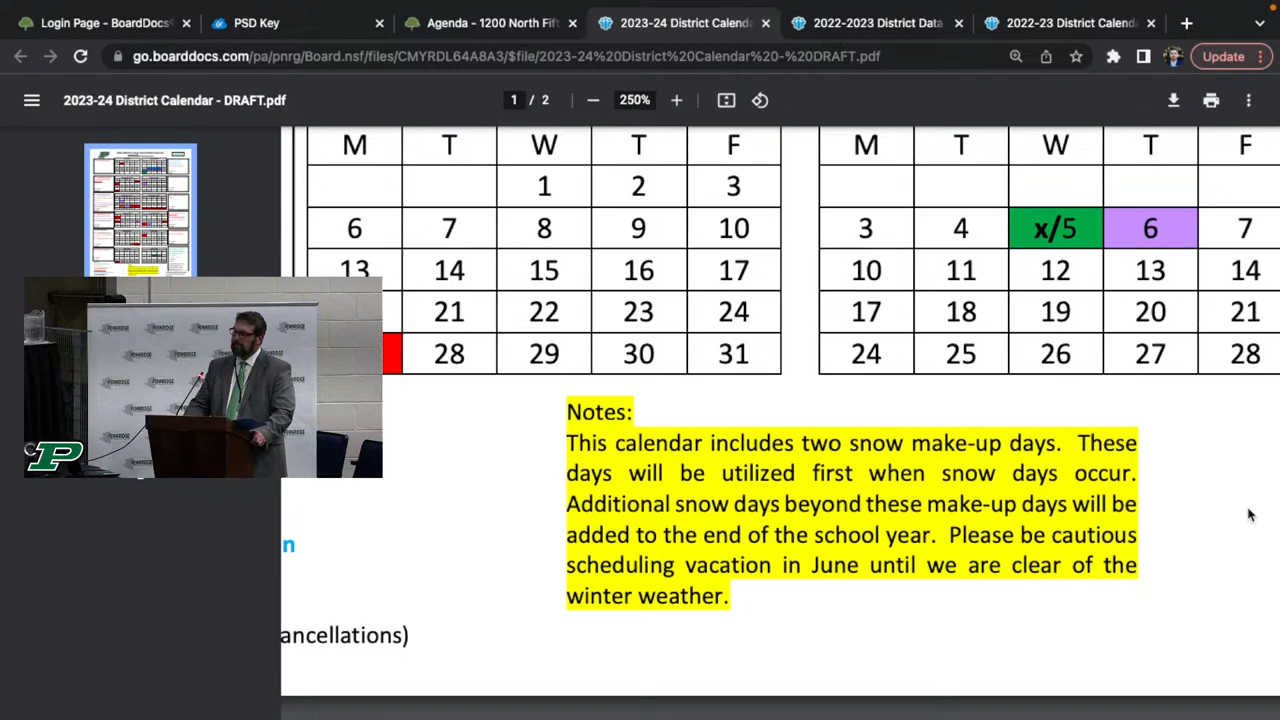 Login Page - BoardDocs
PSD Key
Agenda - 1200 North Fif
2023-24 District Calend
2022-2023 District Data
2022-23 District Calend
go.boarddocs.com/pa/pnrg/Board.nsf/files/CMYRDL64A8A3/$file/2023-24%20District%20Calendar%20-%20DRAFT.pdf
Update
2023-24 District Calendar - DRAFT.pdf
1 / 2
250%
M T W T F
1 2 3
6 7 8 9 10
13 14 15 16 17
21 22 23 24
28 29 30 31
M T W T F
3 4 x/5 6 7
10 11 12 13 14
17 18 19 20 21
24 25 26 27 28
PENNRIDGE
PENNRIDGE
PENNRIDGE
P
Notes:
This calendar includes two snow make-up days. These
days will be utilized first when snow days occur.
Additional snow days beyond these make-up days will be
added to the end of the school year. Please be cautious
scheduling vacation in June until we are clear of the
winter weather.
n
ancellations)